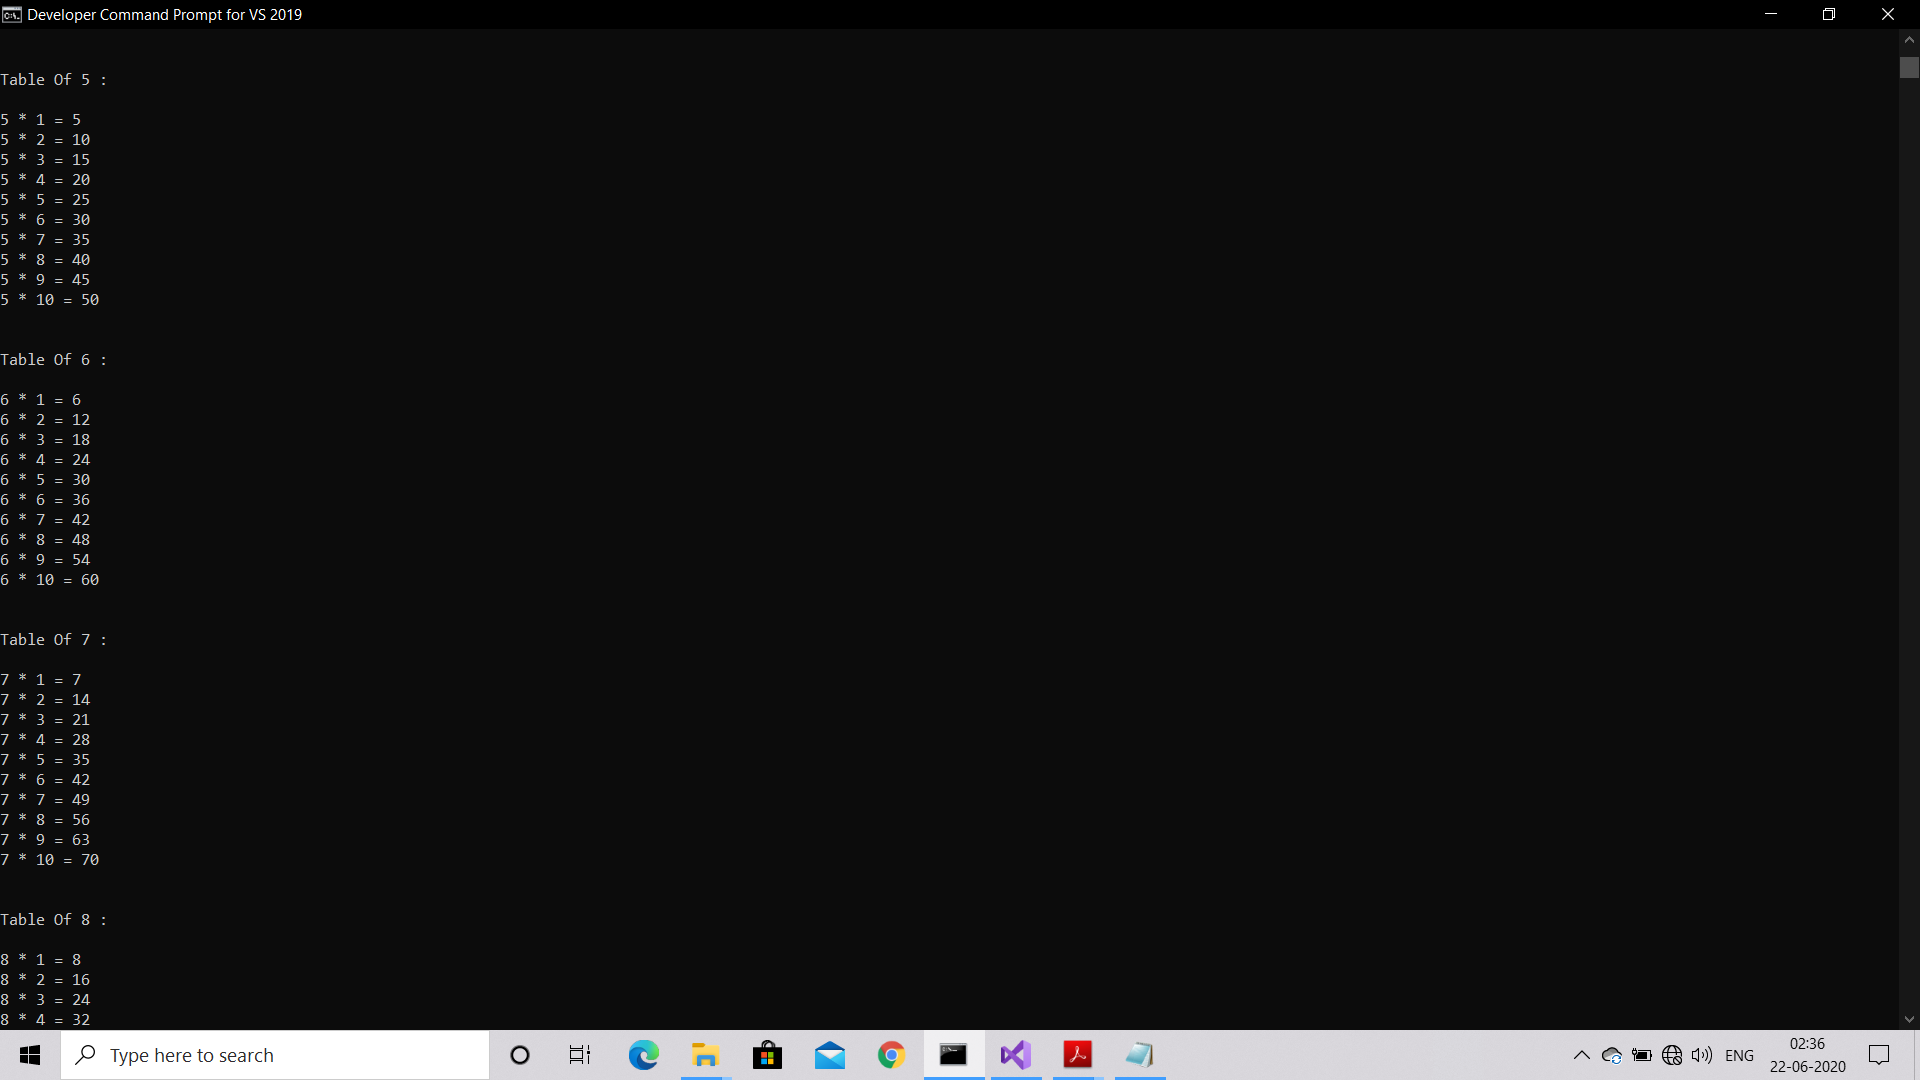 Developer Command Prompt for VS 2019
Table Of 5 :
5 * 1 = 5
5 * 2 = 10
5 * 3 = 15
5 * 4 = 20
5 * 5 = 25
5 * 6 = 30
5 * 7 = 35
5 * 8 = 40
5 * 9 = 45
5 * 10 = 50
Table Of 6 :
6 * 1 = 6
6 * 2 = 12
6 * 3 = 18
6 * 4 = 24
6 * 5 = 30
6 * 6 = 36
6 * 7 = 42
6 * 8 = 48
6 * 9 = 54
6 * 10 = 60
Table Of 7 :
7 * 1 = 7
7 * 2 = 14
7 * 3 = 21
7 * 4 = 28
7 * 5 = 35
7 * 6 = 42
7 * 7 = 49
7 * 8 = 56
7 * 9 = 63
7 * 10 = 70
Table Of 8 :
8 * 1 = 8
8 * 2 = 16
8 * 3 = 24
8 * 4 = 32
Type here to search
ENG
02:36
22-06-2020